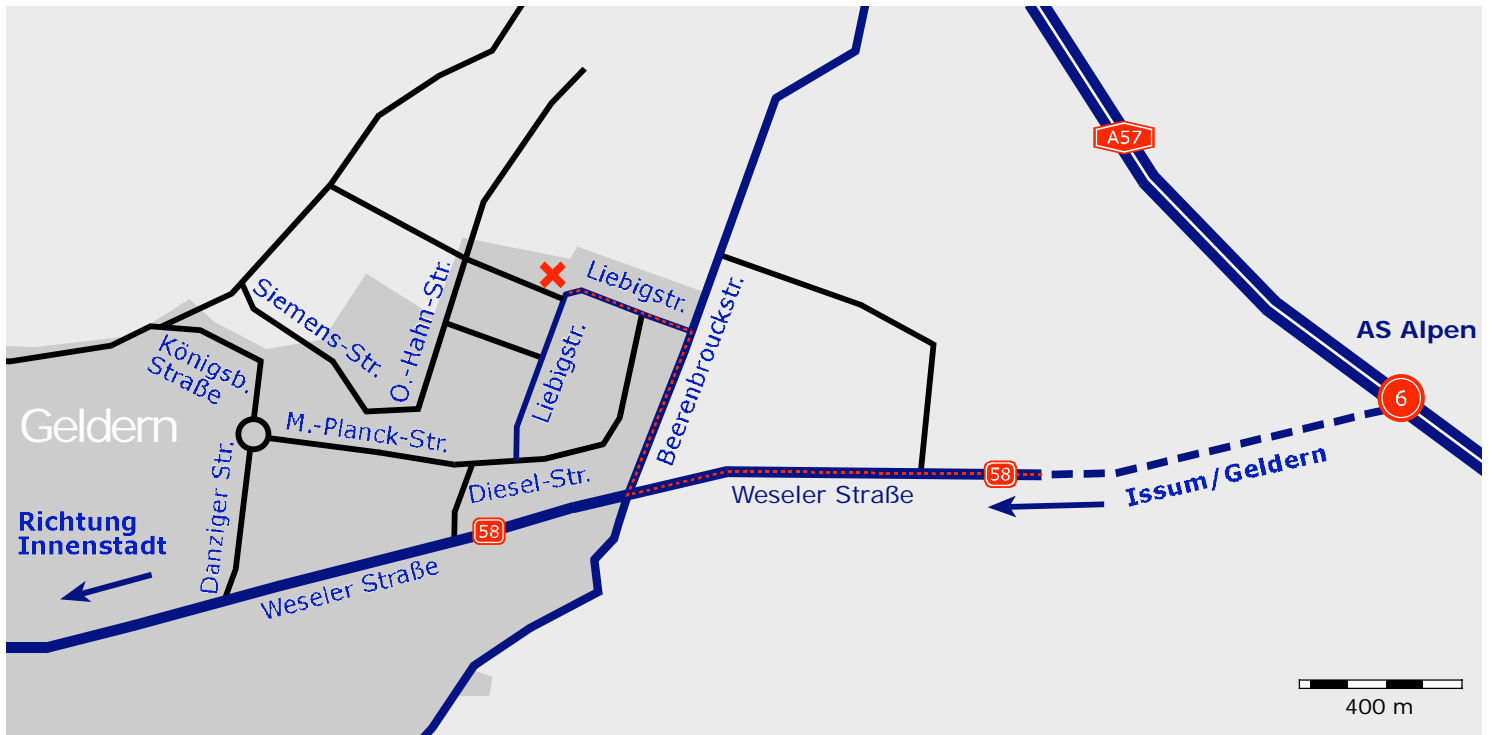 A57
Siemens-Str.
O.-Hahn-Str.
Liebigstr.
Beerenbrouckstr.
AS Alpen
Königsb.
Straße
Liebigstr.
6
Geldern
M.-Planck-Str.
Danziger Str.
Diesel-Str.
58
Weseler Straße
Issum/Geldern
Richtung
Innenstadt
58
Weseler Straße
400 m